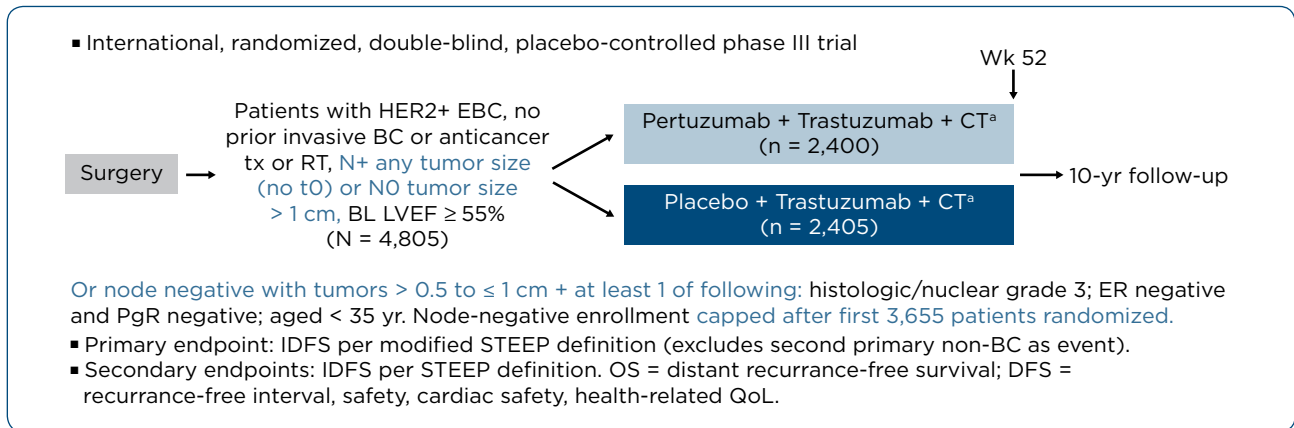 ▪ International, randomized, double-blind, placebo-controlled phase III trial
Wk 52
Surgery
Patients with HER2+ EBC, no
prior invasive BC or anticancer
tx or RT, N+ any tumor size
(no t0) or N0 tumor size
> 1 cm, BL LVEF ≥ 55%
(N = 4,805)
Pertuzumab + Trastuzumab + CTᵃ
(n = 2,400)
Placebo + Trastuzumab + CTᵃ
(n = 2,405)
10-yr follow-up
Or node negative with tumors > 0.5 to ≤ 1 cm + at least 1 of following: histologic/nuclear grade 3; ER negative
and PgR negative; aged < 35 yr. Node-negative enrollment capped after first 3,655 patients randomized.
▪ Primary endpoint: IDFS per modified STEEP definition (excludes second primary non-BC as event).
▪ Secondary endpoints: IDFS per STEEP definition. OS = distant recurrance-free survival; DFS =
recurrance-free interval, safety, cardiac safety, health-related QoL.